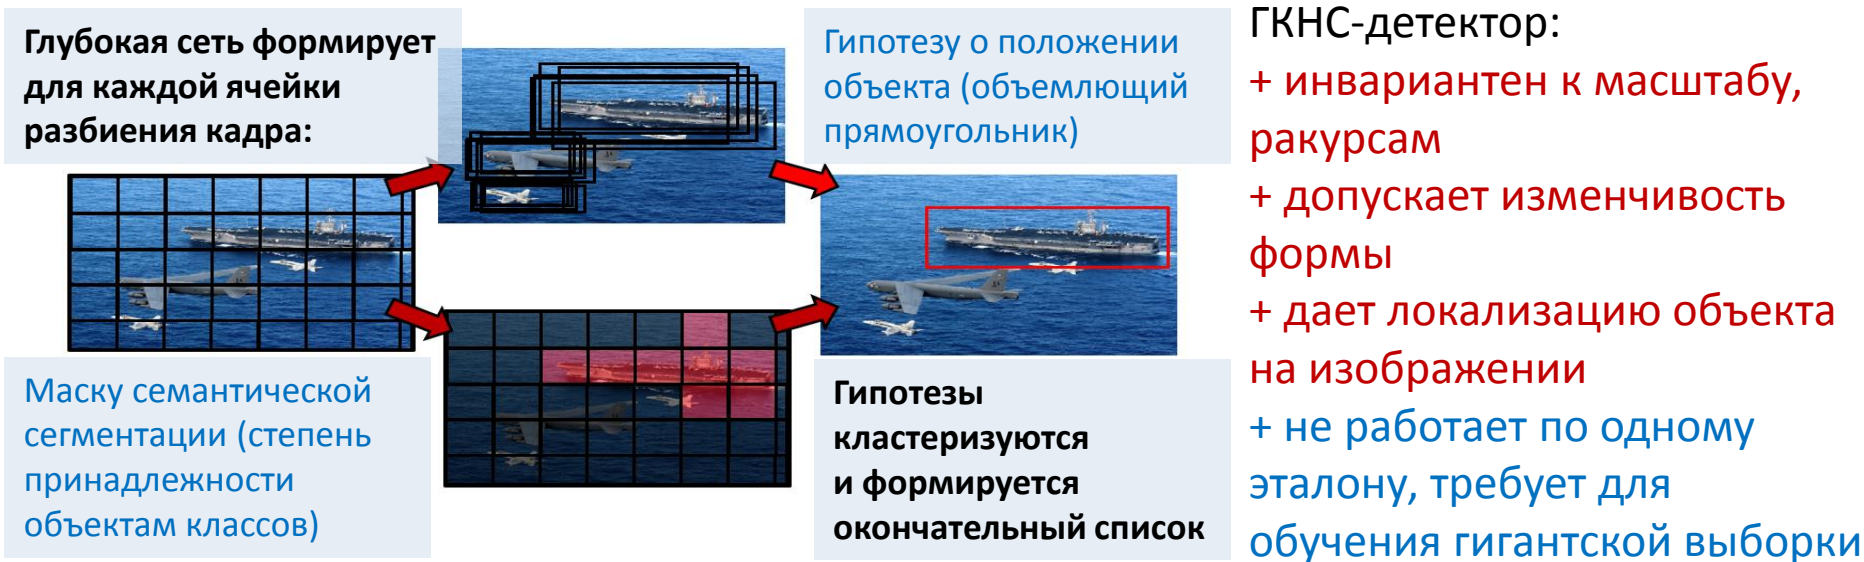 Глубокая сеть формирует
для каждой ячейки
разбиения кадра:
Гипотезу о положении
объекта (объемлющий
прямоугольник)
Маску семантической
сегментации (степень
принадлежности
объектам классов)
Гипотезы
кластеризуются
и формируется
окончательный список
ГКНС-детектор:
+ инвариантен к масштабу,
ракурсам
+ допускает изменчивость
формы
+ дает локализацию объекта
на изображении
+ не работает по одному
эталону, требует для
обучения гигантской выборки